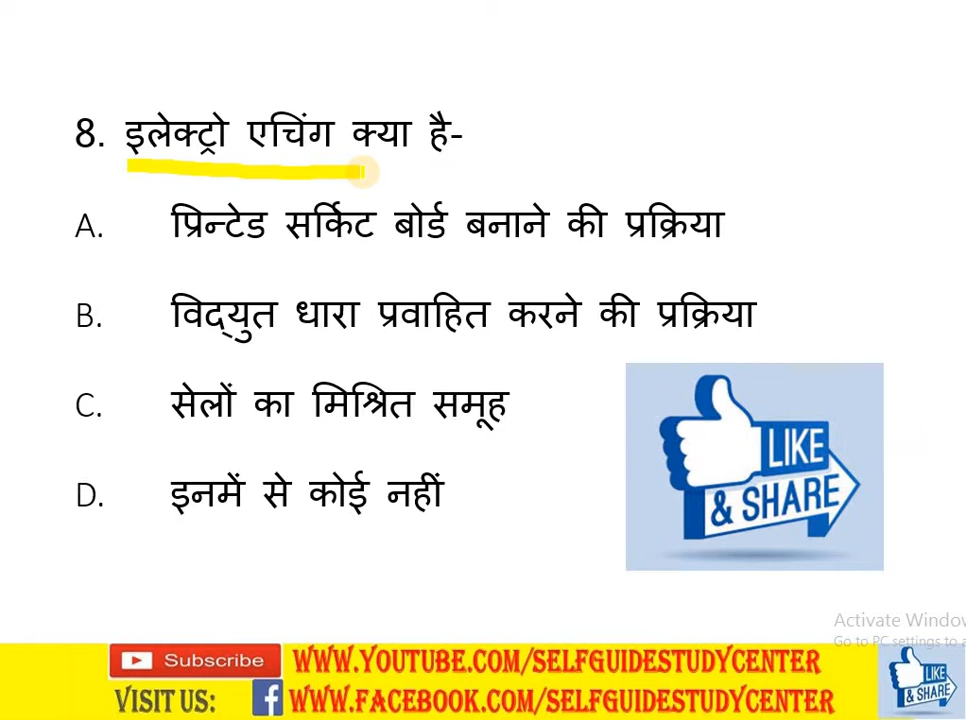 8. इलेक्ट्रो एचिंग क्या है-
A. प्रिन्टेड सर्किट बोर्ड बनाने की प्रक्रिया
B. विद्युत धारा प्रवाहित करने की प्रक्रिया
C. सेलों का मिश्रित समूह
D. इनमें से कोई नहीं
LIKE
& SHARE
Activate Window
Go to PC settings to a
Subscribe WWW.YOUTUBE.COM/SELFGUIDESTUDYCENTER
VISIT US: f WWW.FACEBOOK.COM/SELFGUIDESTUDYCENTER
LIKE
& SHARE